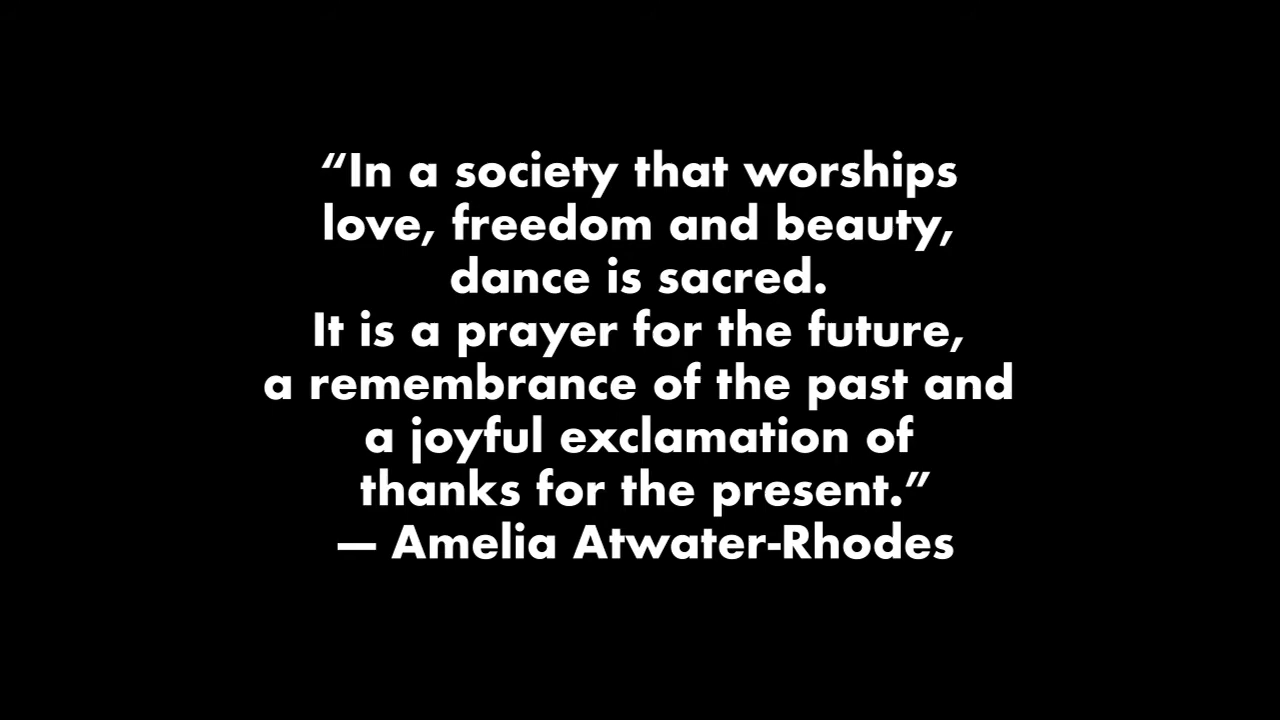 “In a society that worships
love, freedom and beauty,
dance is sacred.
It is a prayer for the future,
a remembrance of the past and
a joyful exclamation of
thanks for the present.”
— Amelia Atwater-Rhodes